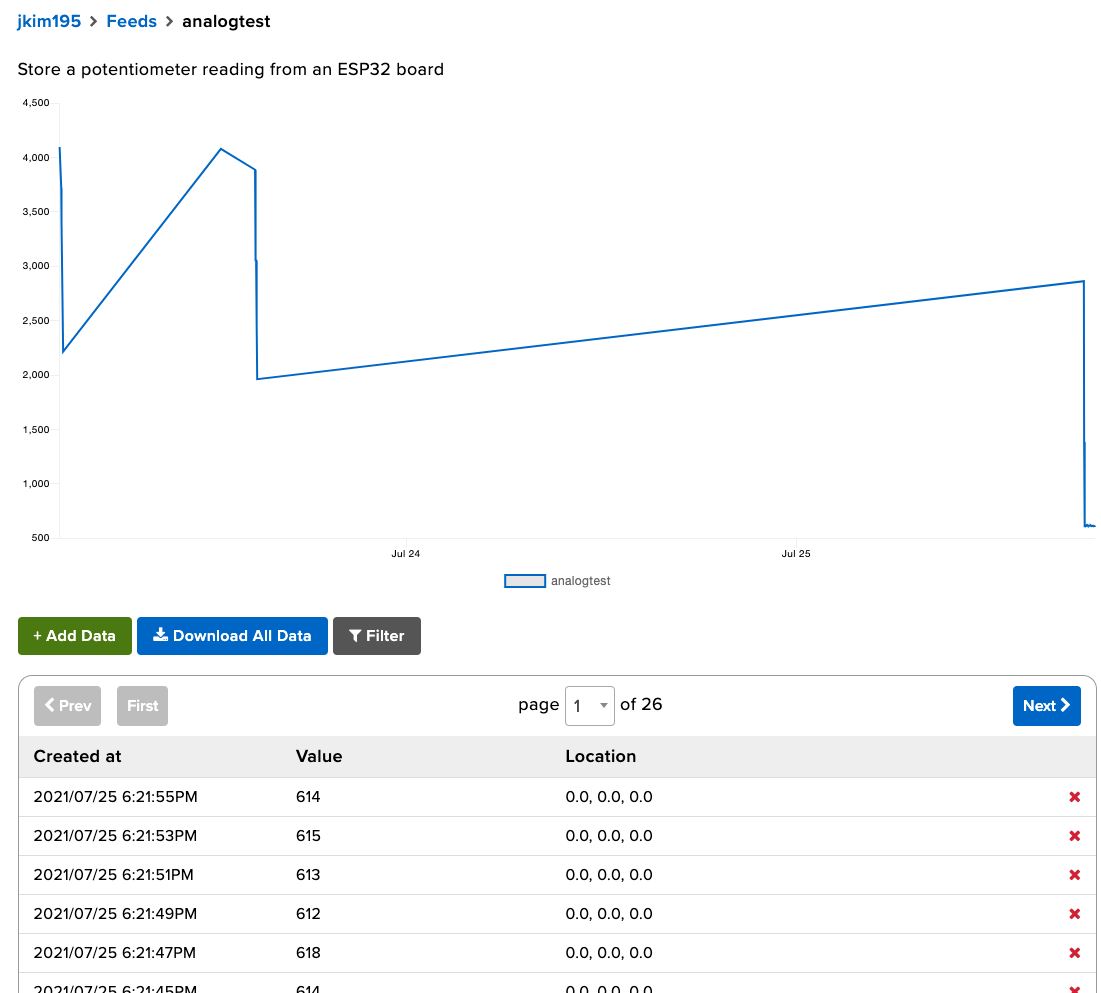 jkim195 > Feeds > analogtest
Store a potentiometer reading from an ESP32 board
4,500
4,000
3,500
3,000
2,500
2,000
1,500
1,000
500
Jul 24 Jul 25
analogtest
+ Add Data Download All Data Filter
Prev First page 1 of 26 Next
Created at Value Location
2021/07/25 6:21:55PM 614 0.0, 0.0, 0.0
2021/07/25 6:21:53PM 615 0.0, 0.0, 0.0
2021/07/25 6:21:51PM 613 0.0, 0.0, 0.0
2021/07/25 6:21:49PM 612 0.0, 0.0, 0.0
2021/07/25 6:21:47PM 618 0.0, 0.0, 0.0
2021/07/25 6:21:45PM 614 0.0, 0.0, 0.0